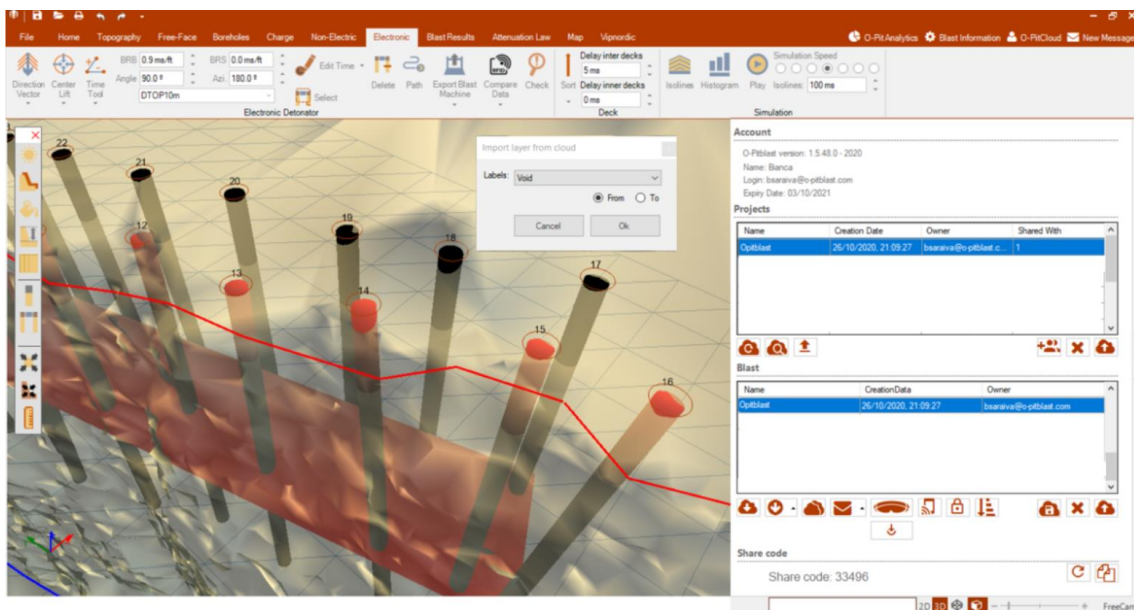 File Home Topography Free-Face Boreholes Charge Non-Electric Electronic Blast Results Attenuation Law Map Vipnordic O-PitAnalytics Blast Information O-PitCloud New Message
BRB 0.9 ms/ft BRS 0.0 ms/ft
Angle 90.0 º Azi. 180.0 º
DTOP10m
Direction Vector
Center Lift
Time Tool
Edit Time
Select
Delete
Path
Export Blast Machine
Compare Data
Check
Electronic Detonator
Sort
Delay inter decks
5 ms
Delay inner decks
0 ms
Deck
Isolines
Histogram
Play
Simulation Speed
Isolines: 100 ms
Simulation
22
21
20
19
18
17
12
13
14
15
16
Import layer from cloud
Labels: Void
From To
Cancel Ok
Account
O-Pitblast version: 1.5.48.0 - 2020
Name: Bianca
Login: bsaraiva@o-pitblast.com
Expiry Date: 03/10/2021
Projects
Name Creation Date Owner Shared With
Opitblast 26/10/2020, 21:09:27 bsaraiva@o-pitblast.c... 1
Blast
Name CreationData Owner
Opitblast 26/10/2020, 21:09:27 bsaraiva@o-pitblast.com
Share code
Share code: 33496
2D 3D FreeCam